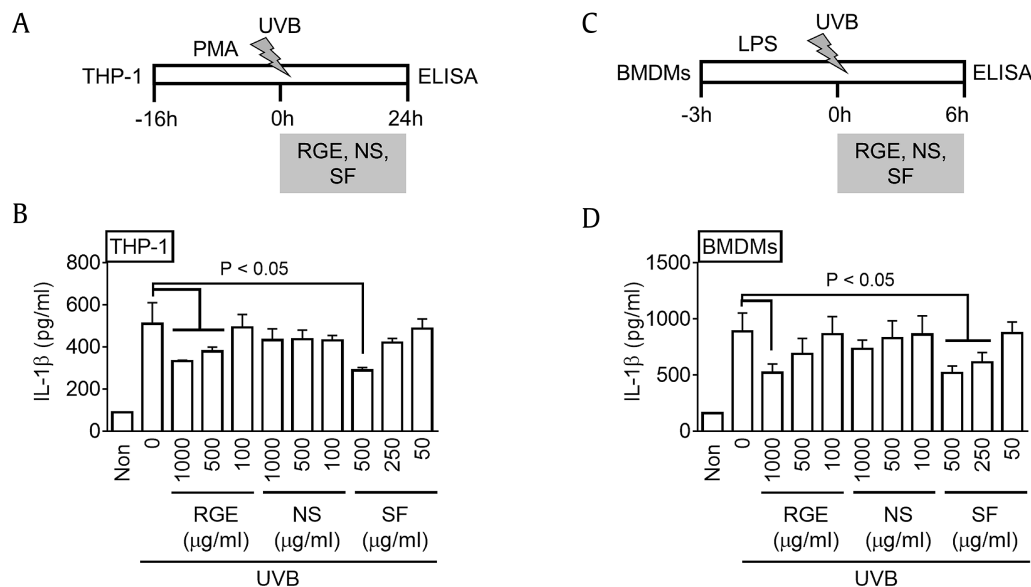 A
UVB
PMA
THP-1
ELISA
-16h
0h
24h
RGE, NS,
SF
B
THP-1
P < 0.05
IL-1β (pg/ml)
800
600
400
200
0
Non
0
1000
500
100
1000
500
100
500
250
50
RGE
(μg/ml)
NS
(μg/ml)
SF
(μg/ml)
UVB
C
UVB
LPS
BMDMs
ELISA
-3h
0h
6h
RGE, NS,
SF
D
BMDMs
P < 0.05
IL-1β (pg/ml)
1500
1000
500
0
Non
0
1000
500
100
1000
500
100
500
250
50
RGE
(μg/ml)
NS
(μg/ml)
SF
(μg/ml)
UVB